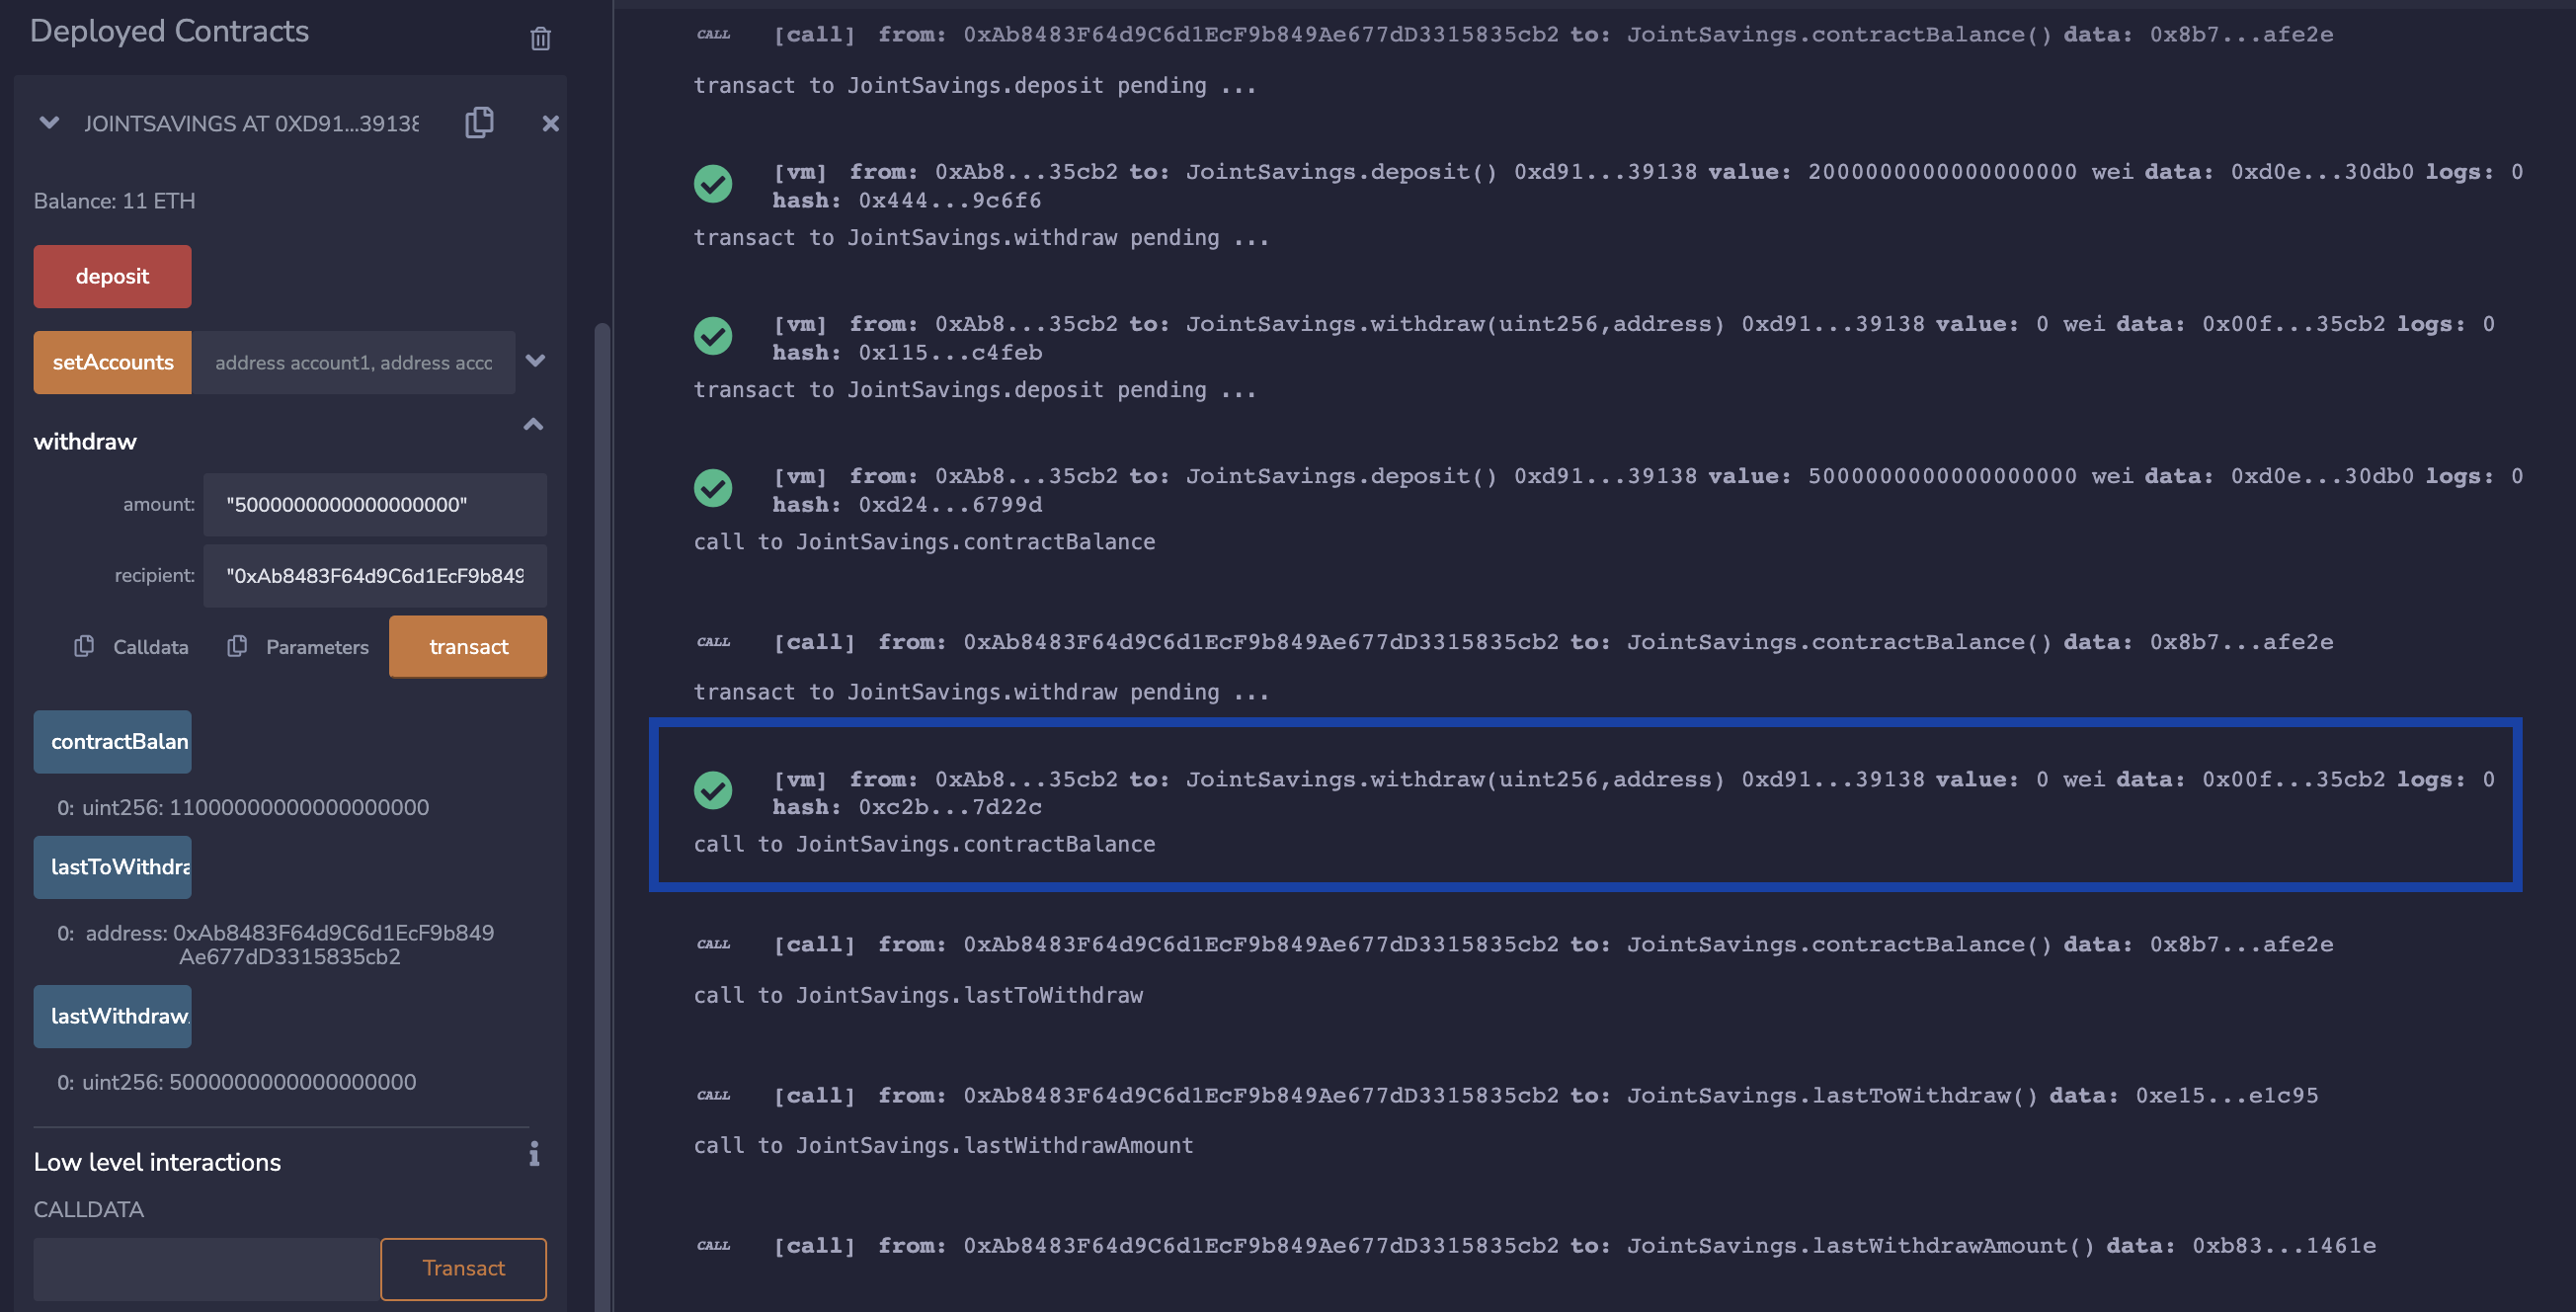 Deployed Contracts
JOINTSAVINGS AT 0XD91...39138
Balance: 11 ETH
deposit
setAccounts address account1, address acco
withdraw
amount: "5000000000000000000"
recipient: "0xAb8483F64d9C6d1EcF9b849
Calldata Parameters transact
contractBalan
0: uint256: 11000000000000000000
lastToWithdra
0: address: 0xAb8483F64d9C6d1EcF9b849
Ae677dD3315835cb2
lastWithdraw
0: uint256: 5000000000000000000
Low level interactions
i
CALLDATA
Transact
CALL [call] from: 0xAb8483F64d9C6d1EcF9b849Ae677dD3315835cb2 to: JointSavings.contractBalance() data: 0x8b7...afe2e
transact to JointSavings.deposit pending ...
[vm] from: 0xAb8...35cb2 to: JointSavings.deposit() 0xd91...39138 value: 2000000000000000000 wei data: 0xd0e...30db0 logs: 0
hash: 0x444...9c6f6
transact to JointSavings.withdraw pending ...
[vm] from: 0xAb8...35cb2 to: JointSavings.withdraw(uint256,address) 0xd91...39138 value: 0 wei data: 0x00f...35cb2 logs: 0
hash: 0x115...c4feb
transact to JointSavings.deposit pending ...
[vm] from: 0xAb8...35cb2 to: JointSavings.deposit() 0xd91...39138 value: 5000000000000000000 wei data: 0xd0e...30db0 logs: 0
hash: 0xd24...6799d
call to JointSavings.contractBalance
CALL [call] from: 0xAb8483F64d9C6d1EcF9b849Ae677dD3315835cb2 to: JointSavings.contractBalance() data: 0x8b7...afe2e
transact to JointSavings.withdraw pending ...
[vm] from: 0xAb8...35cb2 to: JointSavings.withdraw(uint256,address) 0xd91...39138 value: 0 wei data: 0x00f...35cb2 logs: 0
hash: 0xc2b...7d22c
call to JointSavings.contractBalance
CALL [call] from: 0xAb8483F64d9C6d1EcF9b849Ae677dD3315835cb2 to: JointSavings.contractBalance() data: 0x8b7...afe2e
call to JointSavings.lastToWithdraw
CALL [call] from: 0xAb8483F64d9C6d1EcF9b849Ae677dD3315835cb2 to: JointSavings.lastToWithdraw() data: 0xe15...e1c95
call to JointSavings.lastWithdrawAmount
CALL [call] from: 0xAb8483F64d9C6d1EcF9b849Ae677dD3315835cb2 to: JointSavings.lastWithdrawAmount() data: 0xb83...1461e